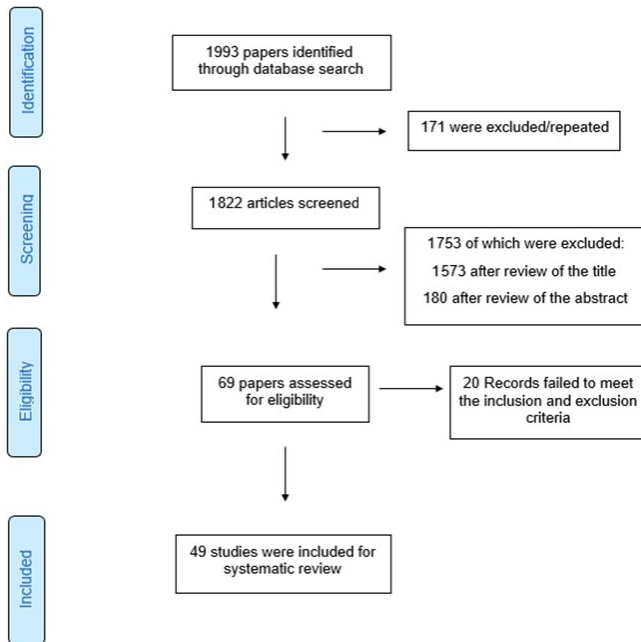 Identification
1993 papers identified
through database search
171 were excluded/repeated
Screening
1822 articles screened
1753 of which were excluded:
1573 after review of the title
180 after review of the abstract
Eligibility
69 papers assessed
for eligibility
20 Records failed to meet
the inclusion and exclusion
criteria
Included
49 studies were included for
systematic review